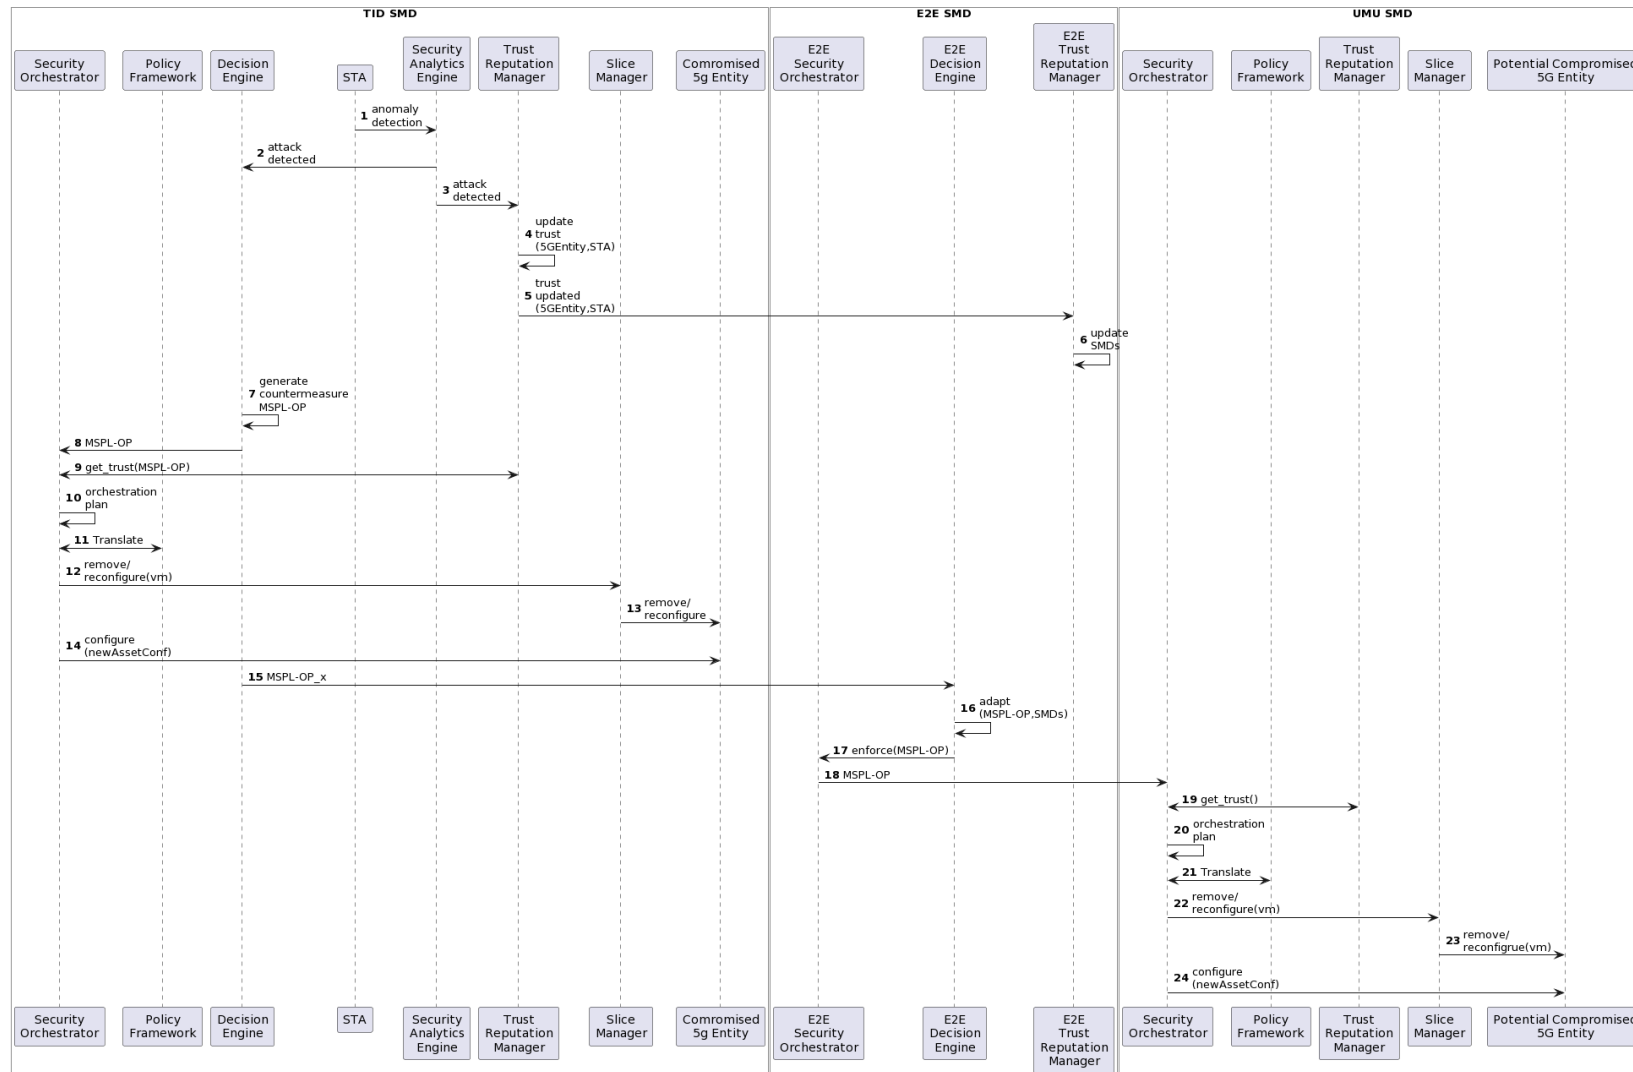 TID SMD
E2E SMD
UMU SMD
Security
Orchestrator
Policy
Framework
Decision
Engine
STA
Security
Analytics
Engine
Trust
Reputation
Manager
Slice
Manager
Comromised
5g Entity
E2E
Security
Orchestrator
E2E
Decision
Engine
E2E
Trust
Reputation
Manager
Security
Orchestrator
Policy
Framework
Trust
Reputation
Manager
Slice
Manager
Potential Compromised
5G Entity
1 anomaly
detection
2 attack
detected
3 attack
detected
update
4 trust
(5GEntity,STA)
trust
5 updated
(5GEntity,STA)
6 update
SMDs
generate
7 countermeasure
MSPL-OP
8 MSPL-OP
9 get_trust(MSPL-OP)
10 orchestration
plan
11 Translate
12 remove/
reconfigure(vm)
13 remove/
reconfigure
14 configure
(newAssetConf)
15 MSPL-OP_x
16 adapt
(MSPL-OP,SMDs)
17 enforce(MSPL-OP)
18 MSPL-OP
19 get_trust()
20 orchestration
plan
21 Translate
22 remove/
reconfigure(vm)
23 remove/
reconfigrue(vm)
24 configure
(newAssetConf)
Security
Orchestrator
Policy
Framework
Decision
Engine
STA
Security
Analytics
Engine
Trust
Reputation
Manager
Slice
Manager
Comromised
5g Entity
E2E
Security
Orchestrator
E2E
Decision
Engine
E2E
Trust
Reputation
Manager
Security
Orchestrator
Policy
Framework
Trust
Reputation
Manager
Slice
Manager
Potential Compromised
5G Entity